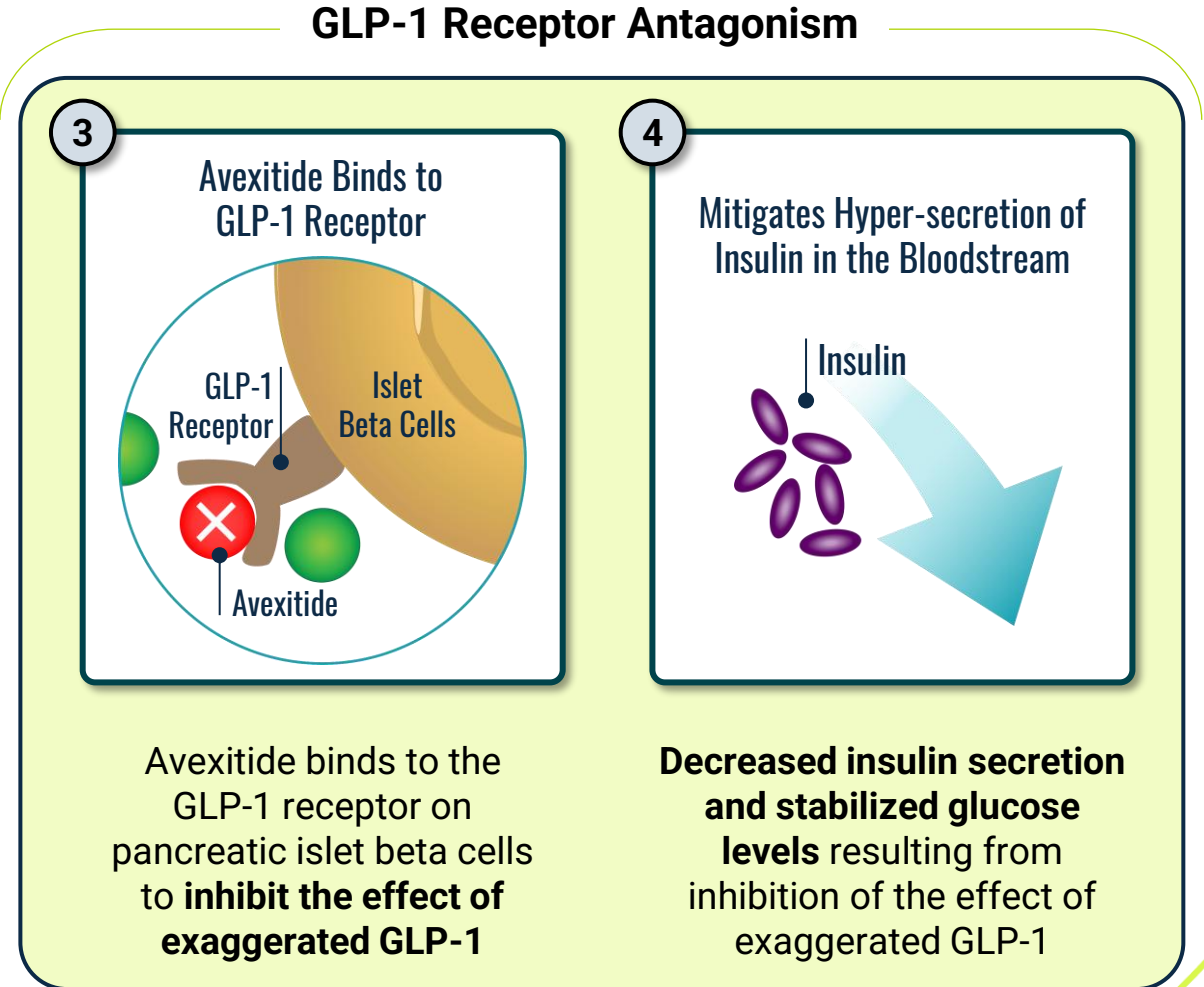 GLP-1 Receptor Antagonism
3
Avexitide Binds to
GLP-1 Receptor
GLP-1
Receptor
Islet
Beta Cells
Avexitide
Avexitide binds to the
GLP-1 receptor on
pancreatic islet beta cells
to inhibit the effect of
exaggerated GLP-1
4
Mitigates Hyper-secretion of
Insulin in the Bloodstream
Insulin
Decreased insulin secretion
and stabilized glucose
levels resulting from
inhibition of the effect of
exaggerated GLP-1